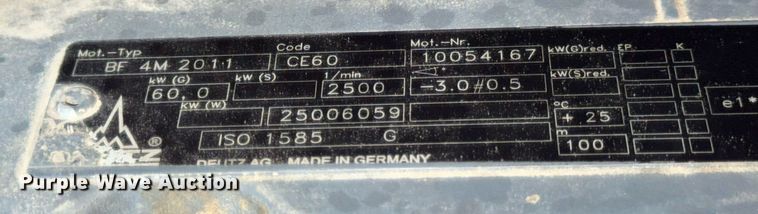 Mot.-Typ Code Mot.-Nr. kW(G)red. EP K
BF 4M 2011 CE60 10054167
kW (G) kW (S) 1/min
60,0 2500 -3.0#0.5 kW(S)red.
kW (W) 25006059 °C
+ 25
ISO 1585 G m
100
e1*
DEUTZ AG MADE IN GERMANY
®
Purple Wave Auction